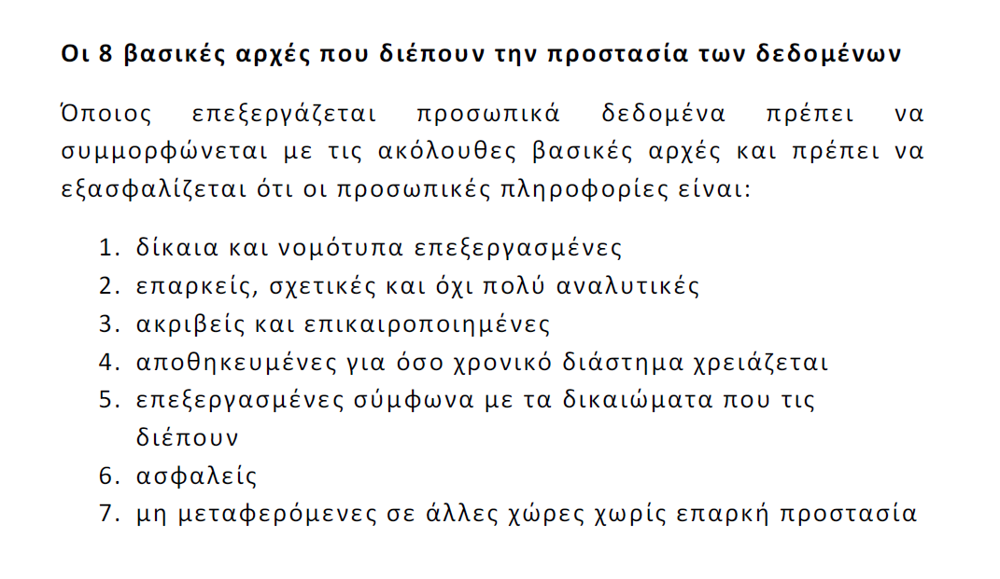 Οι 8 βασικές αρχές που διέπουν την προστασία των δεδομένων
Όποιος επεξεργάζεται προσωπικά δεδομένα πρέπει να
συμμορφώνεται με τις ακόλουθες βασικές αρχές και πρέπει να
εξασφαλίζεται ότι οι προσωπικές πληροφορίες είναι:
1. δίκαια και νομότυπα επεξεργασμένες
2. επαρκείς, σχετικές και όχι πολύ αναλυτικές
3. ακριβείς και επικαιροποιημένες
4. αποθηκευμένες για όσο χρονικό διάστημα χρειάζεται
5. επεξεργασμένες σύμφωνα με τα δικαιώματα που τις
διέπουν
6. ασφαλείς
7. μη μεταφερόμενες σε άλλες χώρες χωρίς επαρκή προστασία